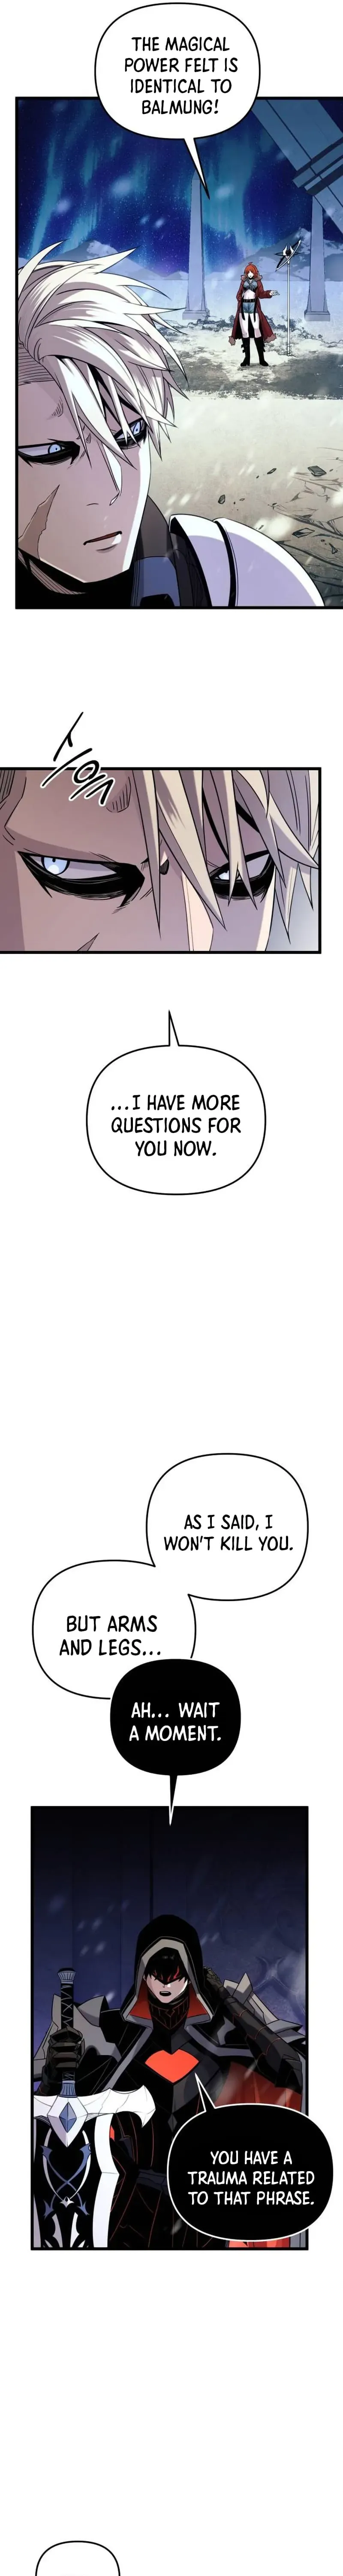 THE MAGICAL
POWER FELT IS
IDENTICAL TO
BALMUNG!
...I HAVE MORE
QUESTIONS FOR
YOU NOW.
AS I SAID, I
WON'T KILL YOU.
BUT ARMS
AND LEGS...
AH... WAIT
A MOMENT.
YOU HAVE A
TRAUMA RELATED
TO THAT PHRASE.